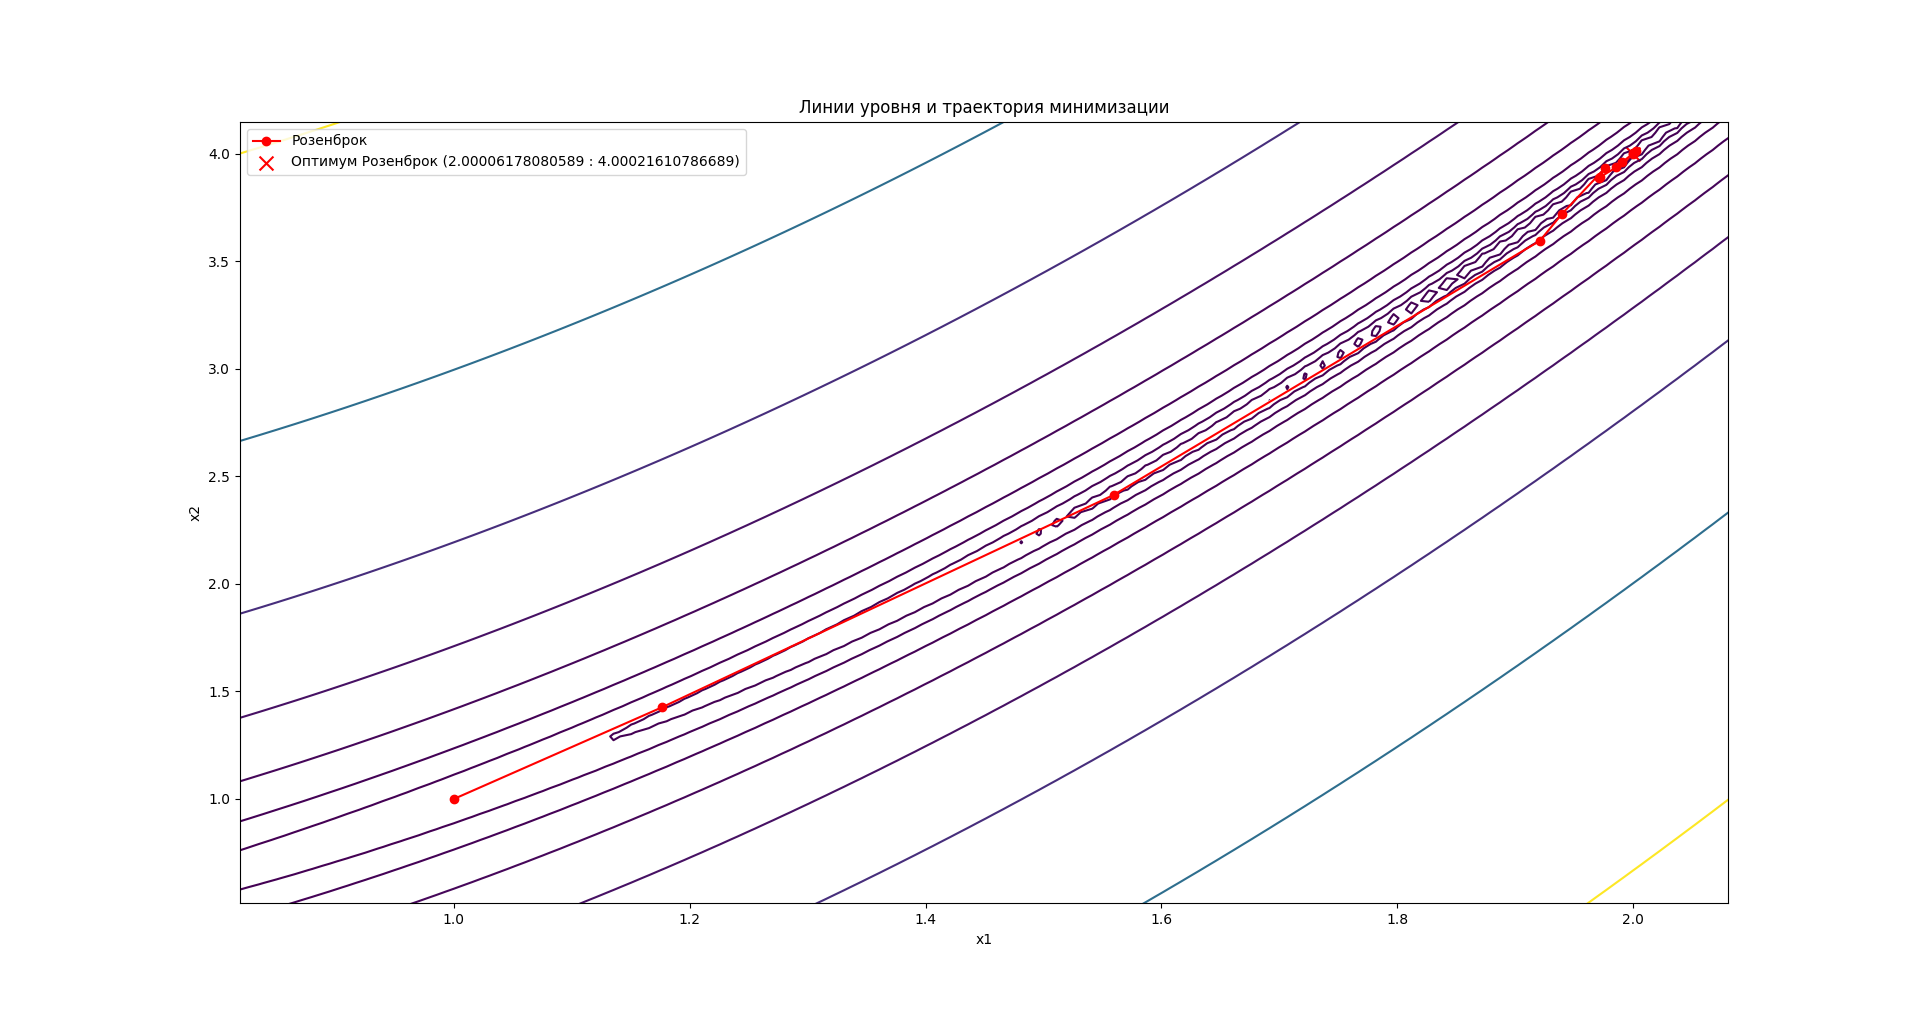 Линии уровня и траектория минимизации
Розенброк
Оптимум Розенброк (2.00006178080589 : 4.00021610786689)
4.0
3.5
3.0
2.5
2.0
1.5
1.0
x2
1.0 1.2 1.4 1.6 1.8 2.0
x1